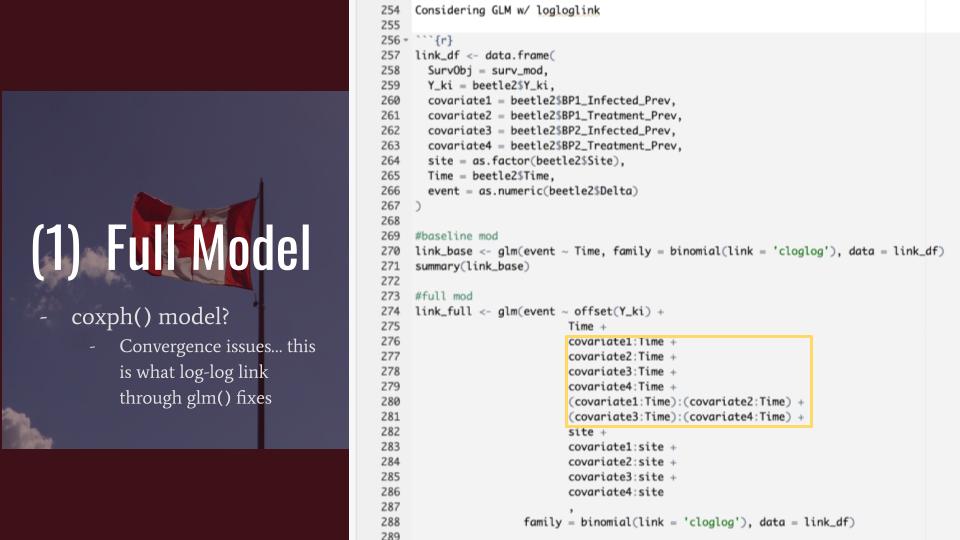 (1) Full Model
- coxph() model?
- Convergence issues... this
is what log-log link
through glm() fixes
254 Considering GLM w/ logloglink
255
256 ```{r}
257 link_df <- data.frame(
258 SurvObj = surv_mod,
259 Y_ki = beetle2$Y_ki,
260 covariate1 = beetle2$BP1_Infected_Prev,
261 covariate2 = beetle2$BP1_Treatment_Prev,
262 covariate3 = beetle2$BP2_Infected_Prev,
263 covariate4 = beetle2$BP2_Treatment_Prev,
264 site = as.factor(beetle2$Site),
265 Time = beetle2$Time,
266 event = as.numeric(beetle2$Delta)
267 )
268
269 #baseline mod
270 link_base <- glm(event ~ Time, family = binomial(link = 'cloglog'), data = link_df)
271 summary(link_base)
272
273 #full mod
274 link_full <- glm(event ~ offset(Y_ki) +
275 Time +
276 covariate1:Time +
277 covariate2:Time +
278 covariate3:Time +
279 covariate4:Time +
280 (covariate1:Time):(covariate2:Time) +
281 (covariate3:Time):(covariate4:Time) +
282 site +
283 covariate1:site +
284 covariate2:site +
285 covariate3:site +
286 covariate4:site
287 ,
288 family = binomial(link = 'cloglog'), data = link_df)
289